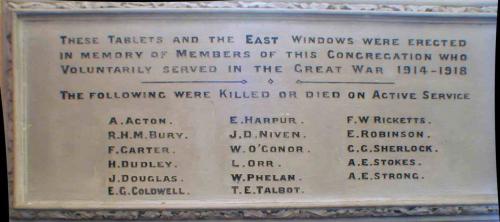 THESE TABLETS AND THE EAST WINDOWS WERE ERECTED
IN MEMORY OF MEMBERS OF THIS CONGREGATION WHO
VOLUNTARILY SERVED IN THE GREAT WAR 1914-1918
THE FOLLOWING WERE KILLED OR DIED ON ACTIVE SERVICE
A. ACTON.
R.H.M. BURY.
F. CARTER.
H. DUDLEY.
J. DOUGLAS.
E.G. COLDWELL.
E. HARPUR.
J.D. NIVEN.
W. O'CONOR.
L. ORR.
W. PHELAN.
T.E. TALBOT.
F.W. RICKETTS.
E. ROBINSON.
C.C. SHERLOCK.
A.E. STOKES.
A.E. STRONG.